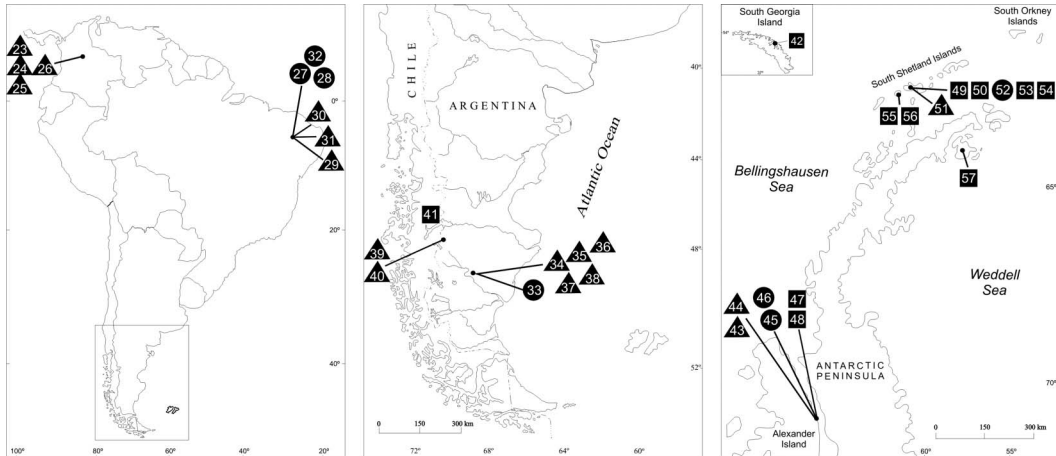 23
24 26
25
32
27 28
30
31
29
0°
20°
40°
100° 80° 60° 40°
CHILE
ARGENTINA
Atlantic Ocean
40°
44°
48°
52°
41
39
40
36
35
34
38
37
33
72° 68° 64° 60°
0 150 300 km
South Georgia
Island
42
South Orkney
Islands
South Shetland Islands
49 50 52 53 54
51
55 56
57
Bellingshausen
Sea
Weddell
Sea
65°
70°
46 47
44
45 48
43
ANTARCTIC
PENINSULA
Alexander
Island
60° 55°
0 150 300 km